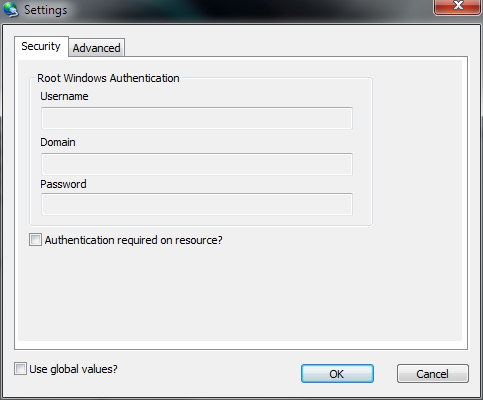 Settings
Security Advanced
Root Windows Authentication
Username
Domain
Password
Authentication required on resource?
Use global values? OK Cancel